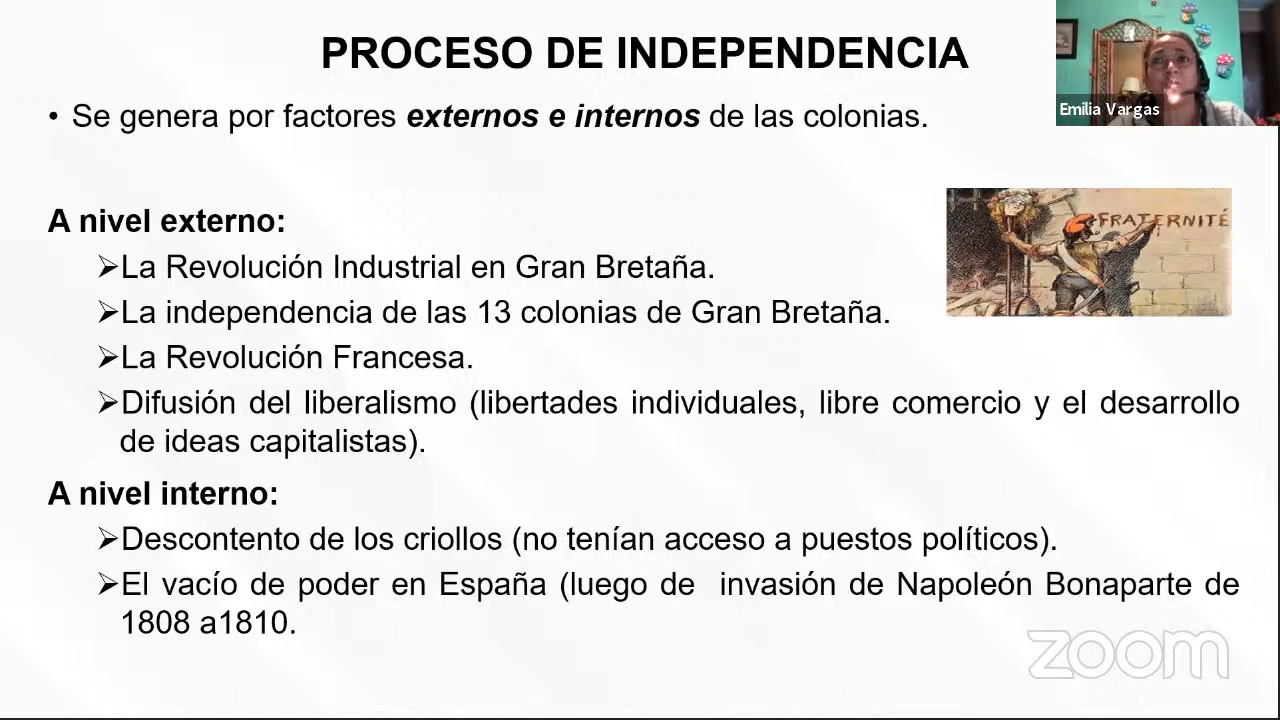 PROCESO DE INDEPENDENCIA
• Se genera por factores externos e internos de las colonias.
Emilia Vargas
A nivel externo:
FRATERNITÉ
➢La Revolución Industrial en Gran Bretaña.
➢La independencia de las 13 colonias de Gran Bretaña.
➢La Revolución Francesa.
➢Difusión del liberalismo (libertades individuales, libre comercio y el desarrollo
de ideas capitalistas).
A nivel interno:
➢Descontento de los criollos (no tenían acceso a puestos políticos).
➢El vacío de poder en España (luego de invasión de Napoleón Bonaparte de
1808 a1810.
zoom